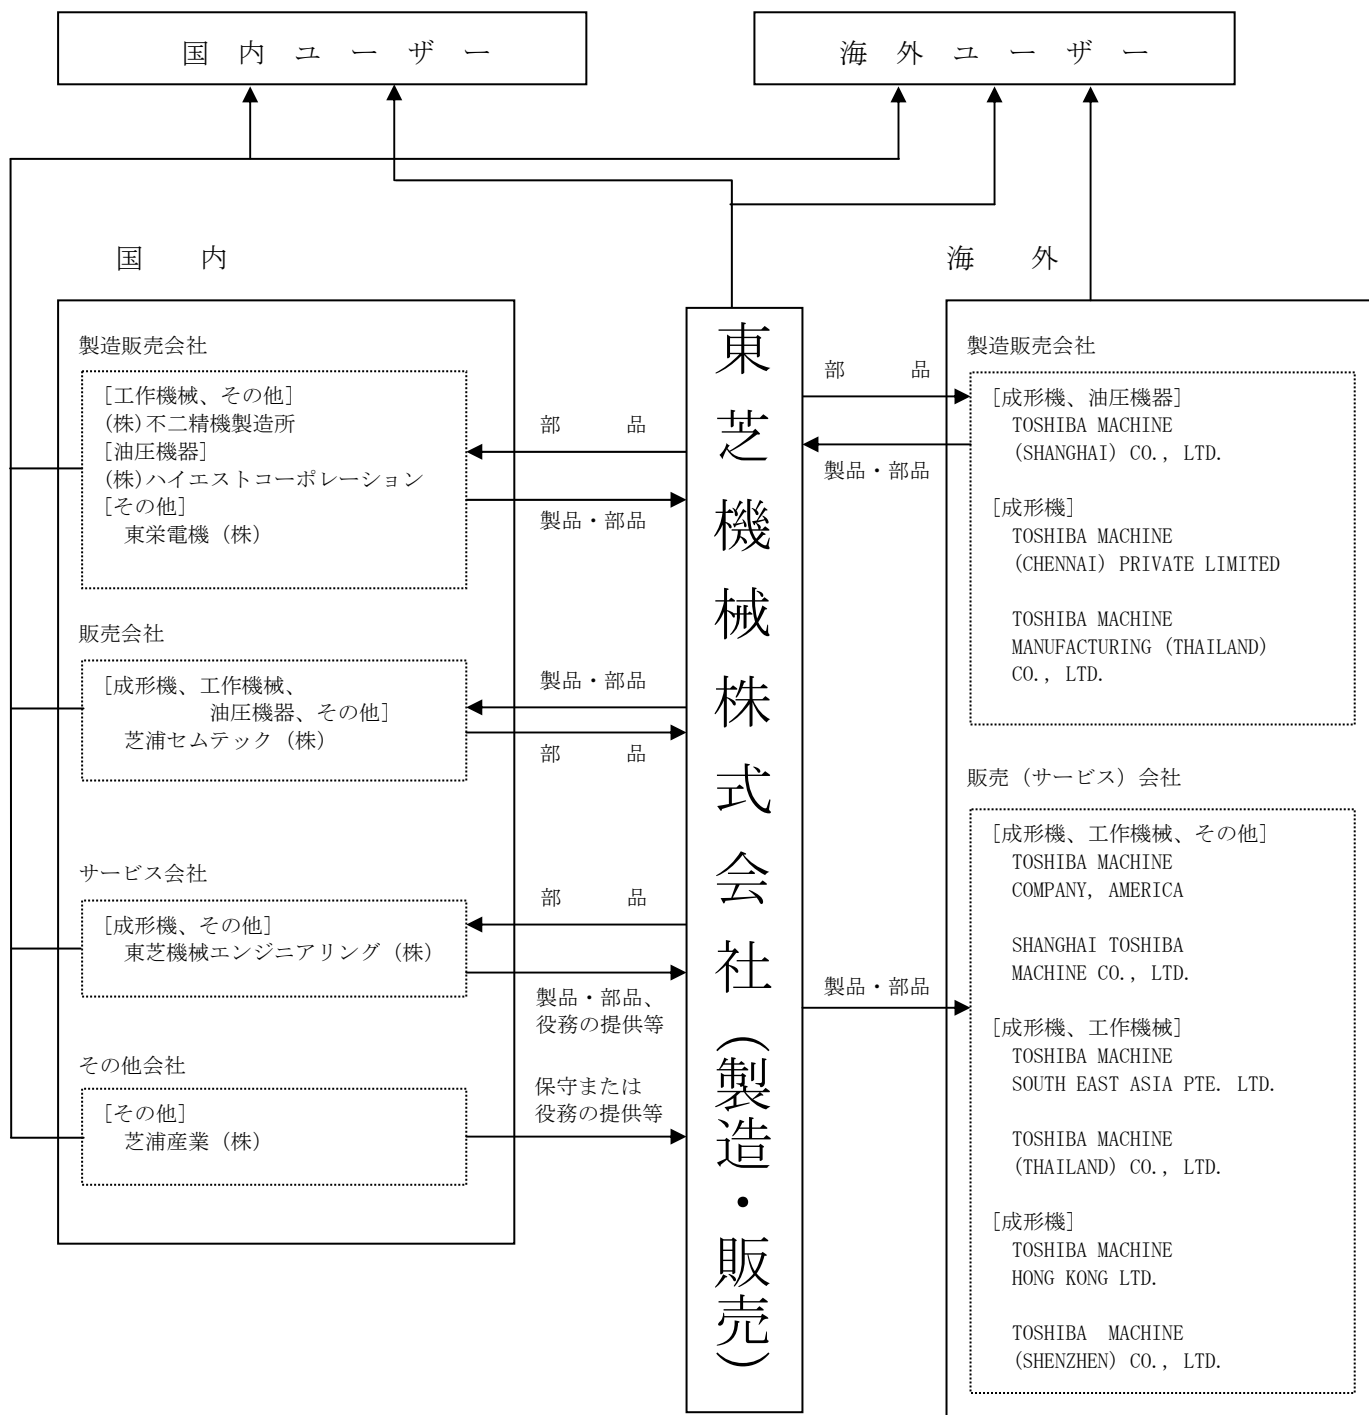 国内ユーザー
海外ユーザー
国　内
海　外
製造販売会社
[工作機械、その他]
(株)不二精機製造所
[油圧機器]
(株)ハイエストコーポレーション
[その他]
東栄電機（株）
販売会社
[成形機、工作機械、
油圧機器、その他]
芝浦セムテック（株）
サービス会社
[成形機、その他]
東芝機械エンジニアリング（株）
その他会社
[その他]
芝浦産業（株）
部　品
製品・部品
製品・部品
部　品
部　品
製品・部品、
役務の提供等
保守または
役務の提供等
東芝機械株式会社（製造・販売）
部　品
製品・部品
製品・部品
製造販売会社
[成形機、油圧機器]
TOSHIBA MACHINE
(SHANGHAI) CO., LTD.
[成形機]
TOSHIBA MACHINE
(CHENNAI) PRIVATE LIMITED
TOSHIBA MACHINE
MANUFACTURING (THAILAND)
CO., LTD.
販売（サービス）会社
[成形機、工作機械、その他]
TOSHIBA MACHINE
COMPANY, AMERICA
SHANGHAI TOSHIBA
MACHINE CO., LTD.
[成形機、工作機械]
TOSHIBA MACHINE
SOUTH EAST ASIA PTE. LTD.
TOSHIBA MACHINE
(THAILAND) CO., LTD.
[成形機]
TOSHIBA MACHINE
HONG KONG LTD.
TOSHIBA MACHINE
(SHENZHEN) CO., LTD.